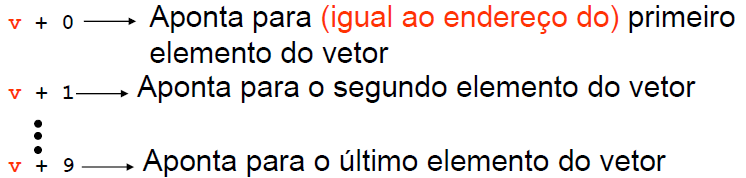 v + 0 → Aponta para (igual ao endereço do) primeiro
elemento do vetor
v + 1 → Aponta para o segundo elemento do vetor
v + 9 → Aponta para o último elemento do vetor